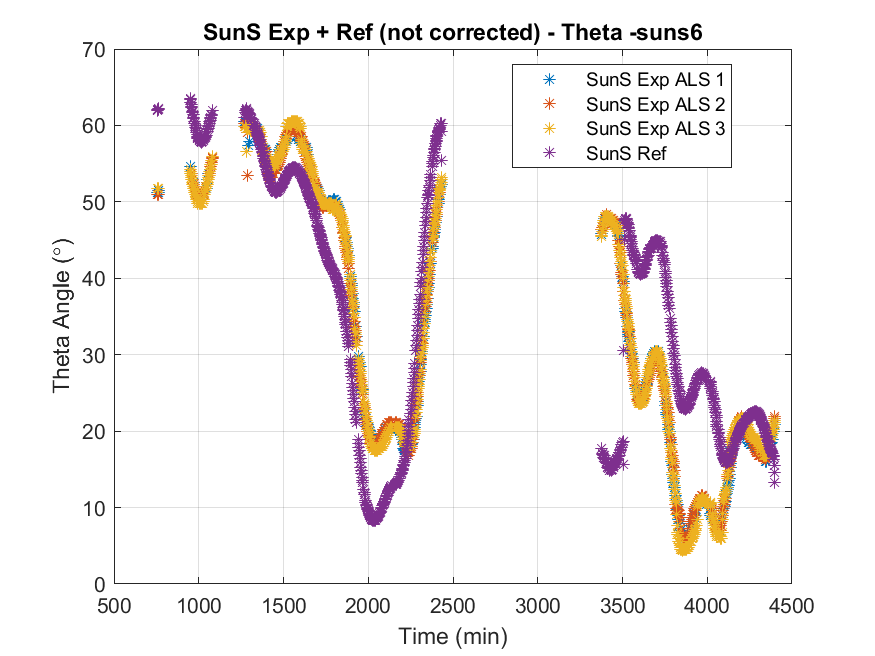 SunS Exp + Ref (not corrected) - Theta -suns6
70
60
50
40
30
20
10
0
Theta Angle (°)
SunS Exp ALS 1
SunS Exp ALS 2
SunS Exp ALS 3
SunS Ref
500 1000 1500 2000 2500 3000 3500 4000 4500
Time (min)